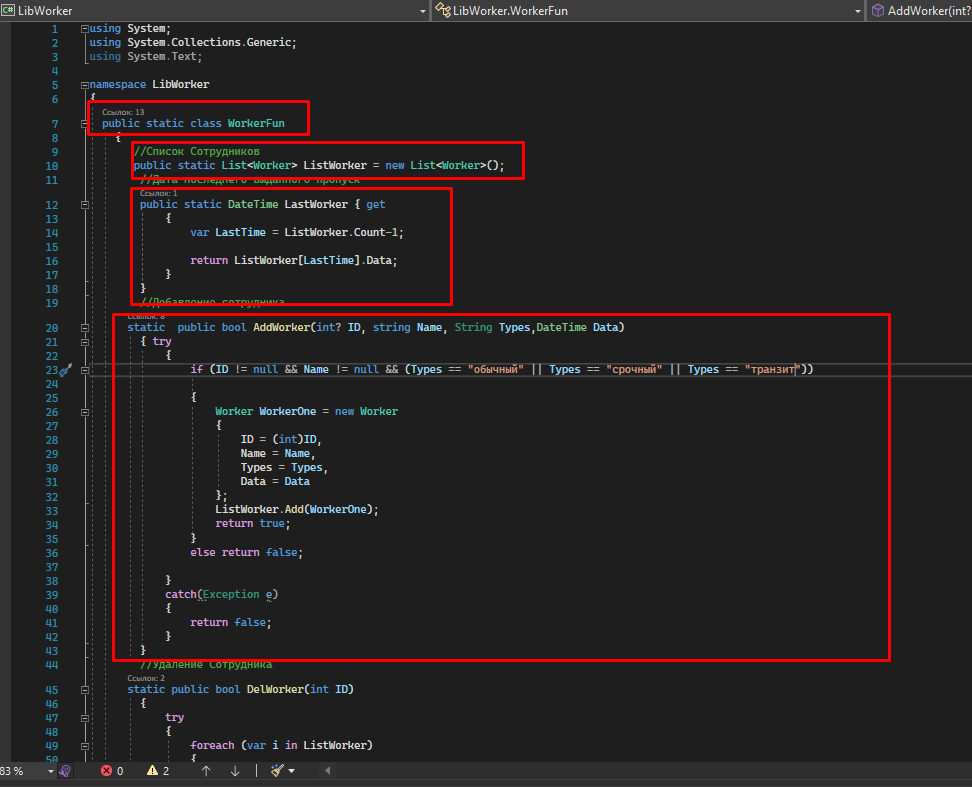 C# LibWorker LibWorker.WorkerFun AddWorker(int?
1 using System;
2 using System.Collections.Generic;
3 using System.Text;
4
5 namespace LibWorker
6 {
Ссылок: 13
7 public static class WorkerFun
8 {
9 //Список Сотрудников
10 public static List<Worker> ListWorker = new List<Worker>();
11 //Дата последнего выданного пропуск
Ссылок: 1
12 public static DateTime LastWorker { get
13 {
14 var LastTime = ListWorker.Count-1;
15
16 return ListWorker[LastTime].Data;
17 }
18 }
19 //Добавление сотрудника
Ссылок: 8
20 static public bool AddWorker(int? ID, string Name, String Types,DateTime Data)
21 { try
22 {
23 if (ID != null && Name != null && (Types == "обычный" || Types == "срочный" || Types == "транзит"))
24
25 {
26 Worker WorkerOne = new Worker
27 {
28 ID = (int)ID,
29 Name = Name,
30 Types = Types,
31 Data = Data
32 };
33 ListWorker.Add(WorkerOne);
34 return true;
35 }
36 else return false;
37
38 }
39 catch(Exception e)
40 {
41 return false;
42 }
43 }
44 //Удаление Сотрудника
Ссылок: 2
45 static public bool DelWorker(int ID)
46 {
47 try
48 {
49 foreach (var i in ListWorker)
50 {
83 % 0 2